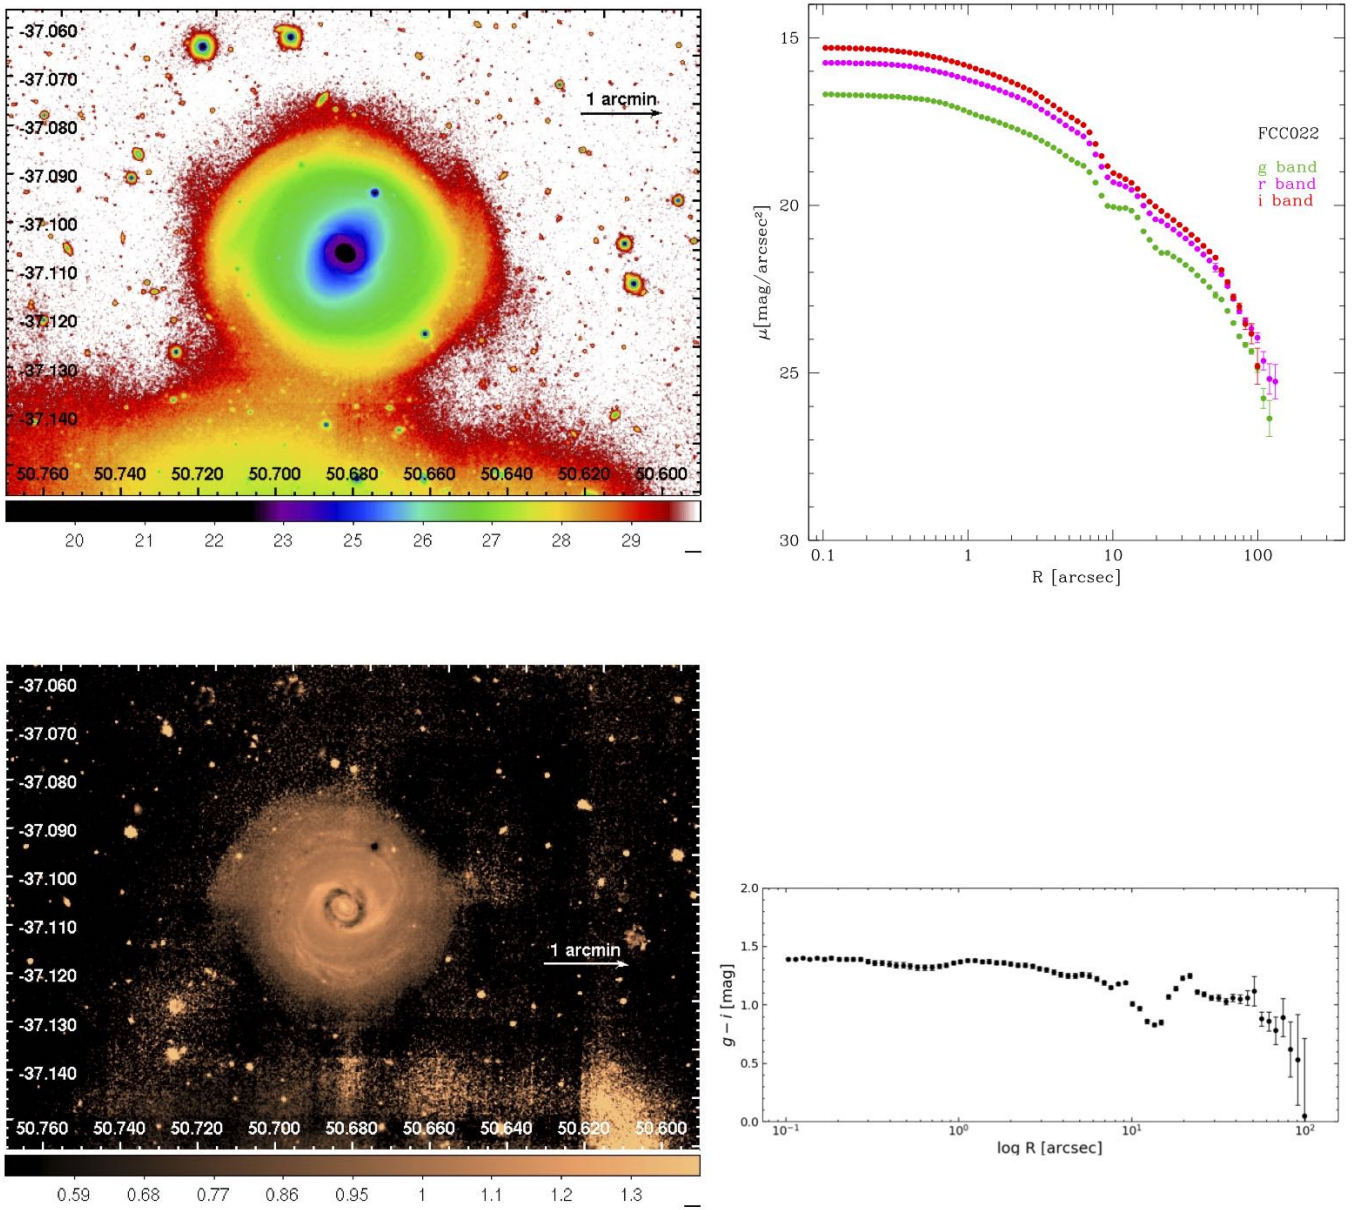 -37.060
-37.070
-37.080
-37.090
-37.100
-37.110
-37.120
-37.130
-37.140
1 arcmin
50.760 50.740 50.720 50.700 50.680 50.660 50.640 50.620 50.600
20 21 22 23 25 26 27 28 29
15
20
25
30
μ[mag/arcsec²]
FCC022
g band
r band
i band
0.1 1 10 100
R [arcsec]
-37.060
-37.070
-37.080
-37.090
-37.100
-37.110
-37.120
-37.130
-37.140
1 arcmin
50.760 50.740 50.720 50.700 50.680 50.660 50.640 50.620 50.600
0.59 0.68 0.77 0.86 0.95 1 1.1 1.2 1.3
2.0
1.5
1.0
0.5
0.0
g − i [mag]
10⁻¹ 10⁰ 10¹ 10²
log R [arcsec]